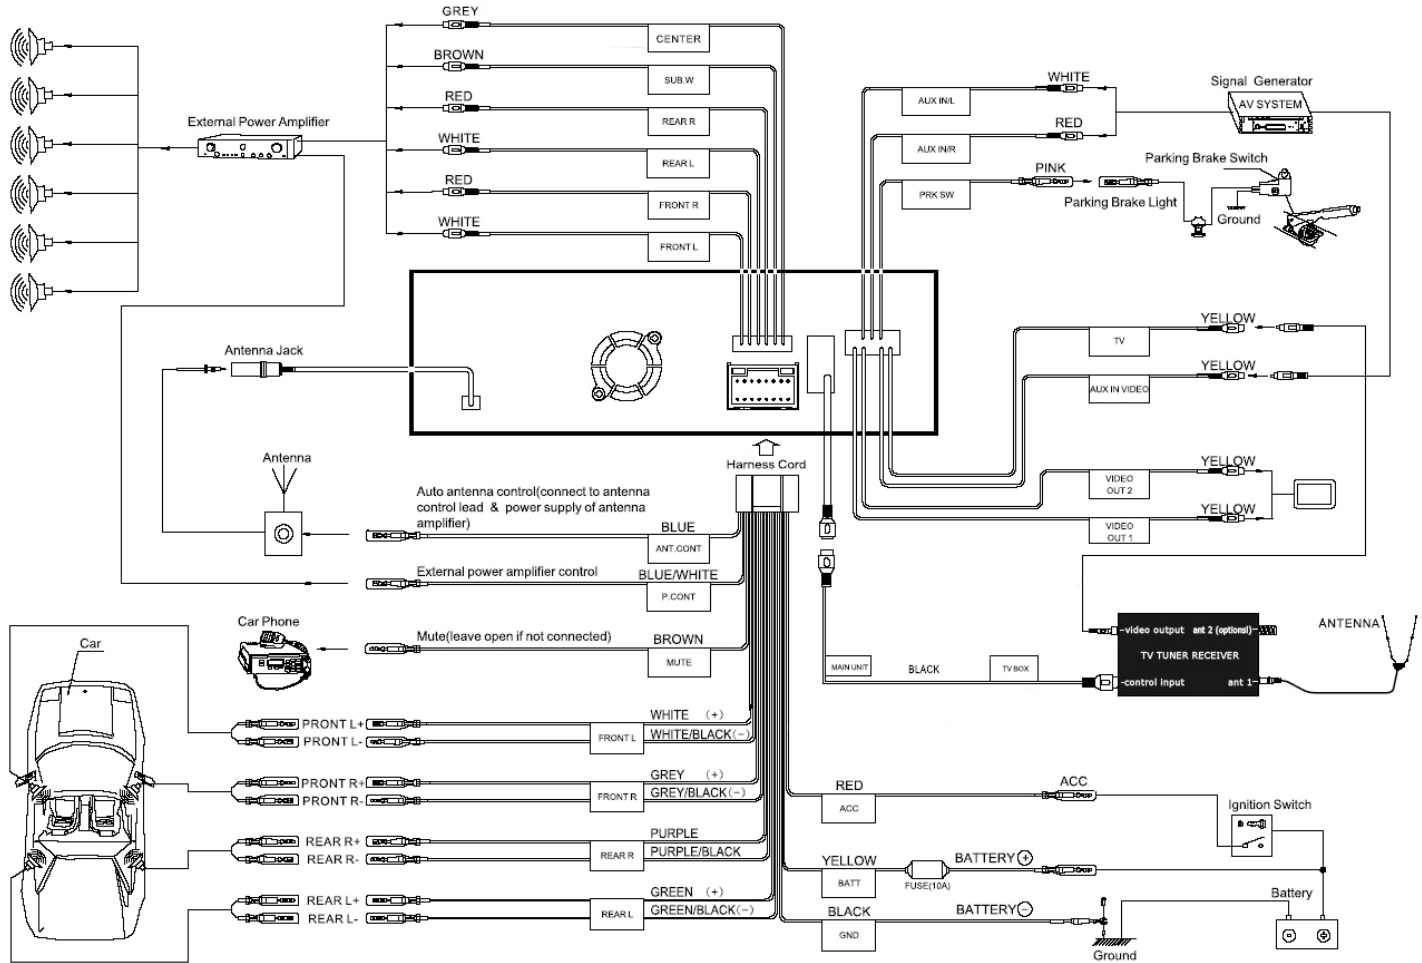 GREY
CENTER
BROWN
SUB.W
RED
REAR R
WHITE
REAR L
RED
FRONT R
WHITE
FRONT L
External Power Amplifier
WHITE
AUX IN/L
RED
AUX IN/R
PINK
PRK SW
Signal Generator
AV SYSTEM
Parking Brake Switch
Parking Brake Light
Ground
YELLOW
TV
YELLOW
AUX IN VIDEO
YELLOW
VIDEO
OUT 2
YELLOW
VIDEO
OUT 1
Antenna Jack
Antenna
Harness Cord
Auto antenna control(connect to antenna
control lead & power supply of antenna
amplifier)
BLUE
ANT.CONT
External power amplifier control
BLUE/WHITE
P.CONT
Car Phone
Mute(leave open if not connected)
BROWN
MUTE
MAIN UNIT
BLACK
TV BOX
video output
ant 2 (optionsl)
TV TUNER RECEIVER
control input
ant 1
ANTENNA
Car
PRONT L+
PRONT L-
FRONT L
WHITE (+)
WHITE/BLACK(-)
PRONT R+
PRONT R-
FRONT R
GREY (+)
GREY/BLACK(-)
REAR R+
REAR R-
REAR R
PURPLE
PURPLE/BLACK
REAR L+
REAR L-
REAR L
GREEN (+)
GREEN/BLACK(-)
RED
ACC
ACC
Ignition Switch
YELLOW
BATT
FUSE(10A)
BATTERY +
BLACK
GND
BATTERY -
Ground
Battery